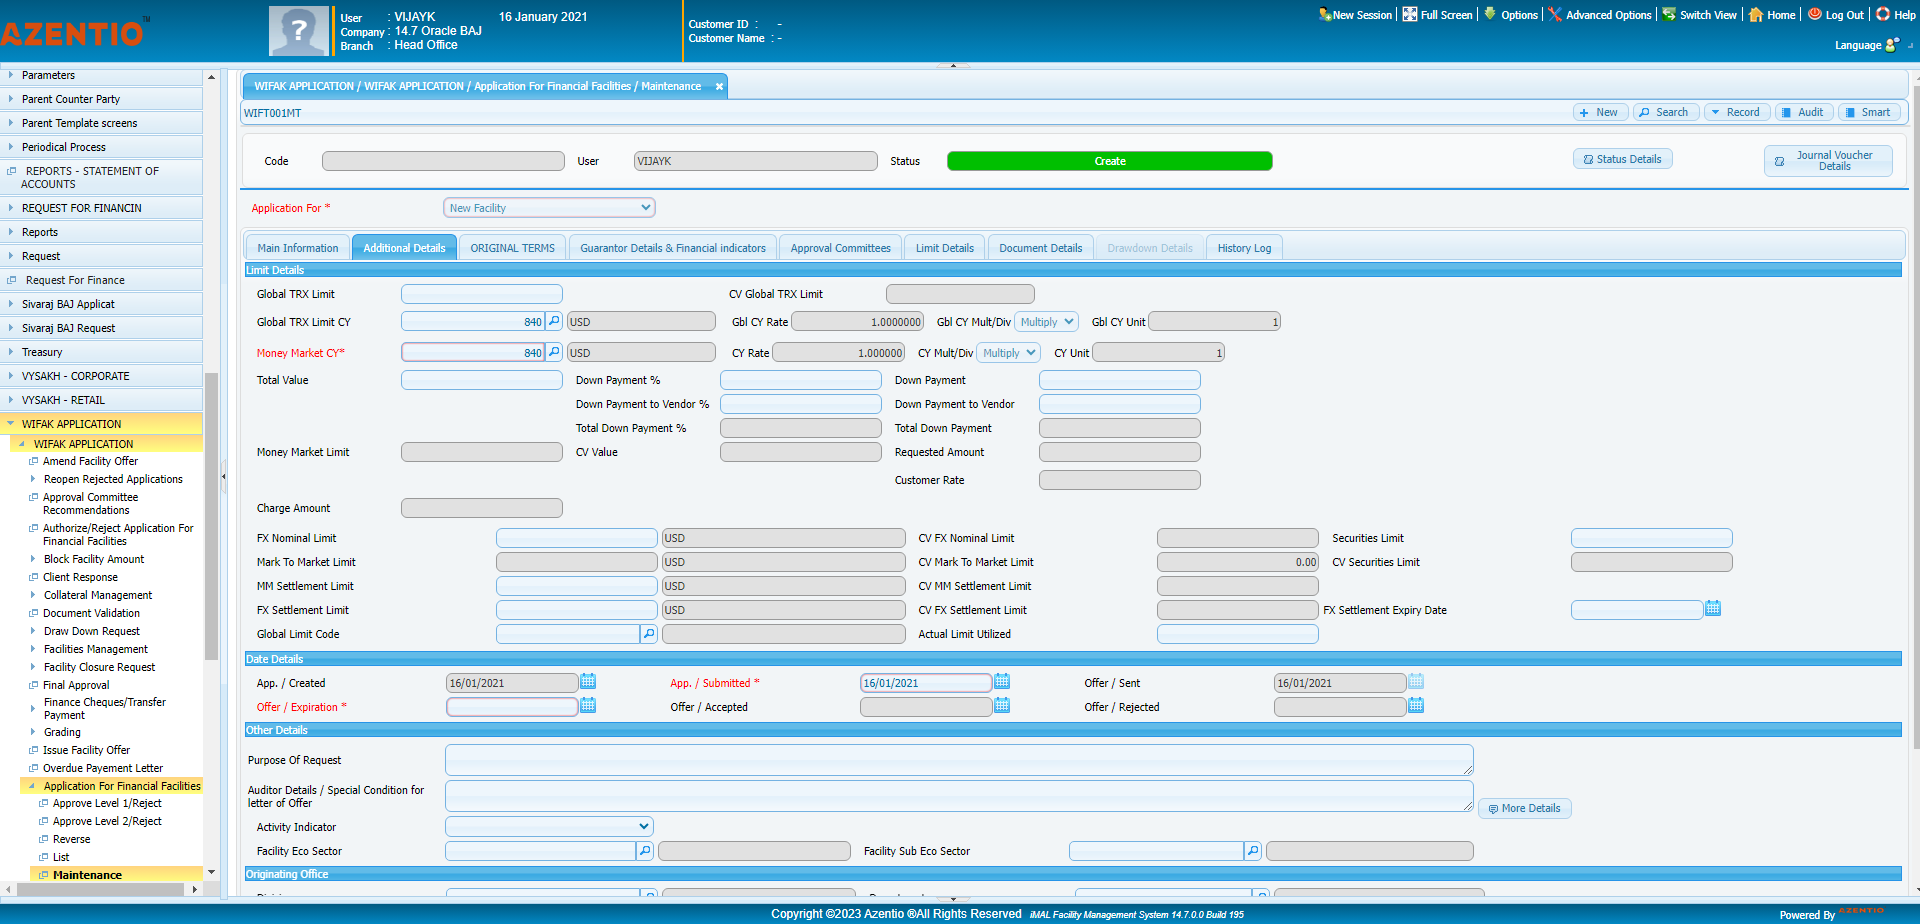 AZENTIO™
User : VIJAYK 16 January 2021
Company : 14.7 Oracle BAJ
Branch : Head Office
Customer ID : -
Customer Name : -
New Session Full Screen Options Advanced Options Switch View Home Log Out Help
Language
Parameters
Parent Counter Party
Parent Template screens
Periodical Process
REPORTS - STATEMENT OF
ACCOUNTS
REQUEST FOR FINANCIN
Reports
Request
Request For Finance
Sivaraj BAJ Applicat
Sivaraj BAJ Request
Treasury
VYSAKH - CORPORATE
VYSAKH - RETAIL
WIFAK APPLICATION
WIFAK APPLICATION
Amend Facility Offer
Reopen Rejected Applications
Approval Committee
Recommendations
Authorize/Reject Application For
Financial Facilities
Block Facility Amount
Client Response
Collateral Management
Document Validation
Draw Down Request
Facilities Management
Facility Closure Request
Final Approval
Finance Cheques/Transfer
Payment
Grading
Issue Facility Offer
Overdue Payement Letter
Application For Financial Facilities
Approve Level 1/Reject
Approve Level 2/Reject
Reverse
List
Maintenance
WIFAK APPLICATION / WIFAK APPLICATION / Application For Financial Facilities / Maintenance
WIFT001MT New Search Record Audit Smart
Code User VIJAYK Status Create Status Details Journal Voucher
Details
Application For * New Facility
Main Information Additional Details ORIGINAL TERMS Guarantor Details & Financial indicators Approval Committees Limit Details Document Details Drawdown Details History Log
Limit Details
Global TRX Limit CV Global TRX Limit
Global TRX Limit CY 840 USD Gbl CY Rate 1.0000000 Gbl CY Mult/Div Multiply Gbl CY Unit 1
Money Market CY* 840 USD CY Rate 1.000000 CY Mult/Div Multiply CY Unit 1
Total Value Down Payment % Down Payment
Down Payment to Vendor % Down Payment to Vendor
Total Down Payment % Total Down Payment
Money Market Limit CV Value Requested Amount
Customer Rate
Charge Amount
FX Nominal Limit USD CV FX Nominal Limit Securities Limit
Mark To Market Limit USD CV Mark To Market Limit 0.00 CV Securities Limit
MM Settlement Limit USD CV MM Settlement Limit
FX Settlement Limit USD CV FX Settlement Limit FX Settlement Expiry Date
Global Limit Code Actual Limit Utilized
Date Details
App. / Created 16/01/2021 App. / Submitted * 16/01/2021 Offer / Sent 16/01/2021
Offer / Expiration * Offer / Accepted Offer / Rejected
Other Details
Purpose Of Request
Auditor Details / Special Condition for
letter of Offer
More Details
Activity Indicator
Facility Eco Sector Facility Sub Eco Sector
Originating Office
Copyright ©2023 Azentio ®All Rights Reserved iMAL Facility Management System 14.7.0.0 Build 195
Powered By AZENTIO